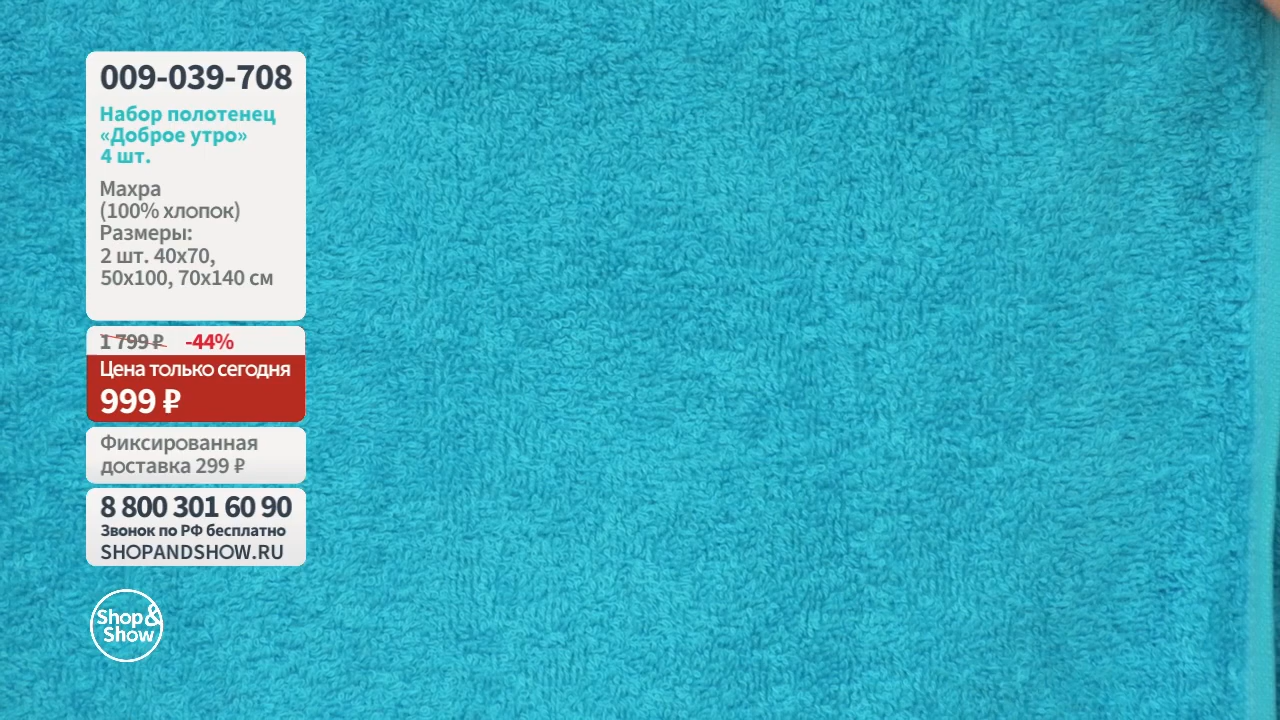 009-039-708
Набор полотенец
«Доброе утро»
4 шт.
Махра
(100% хлопок)
Размеры:
2 шт. 40х70,
50х100, 70х140 см
1 799 ₽ -44%
Цена только сегодня
999 ₽
Фиксированная
доставка 299 ₽
8 800 301 60 90
Звонок по РФ бесплатно
SHOPANDSHOW.RU
Shop&
Show